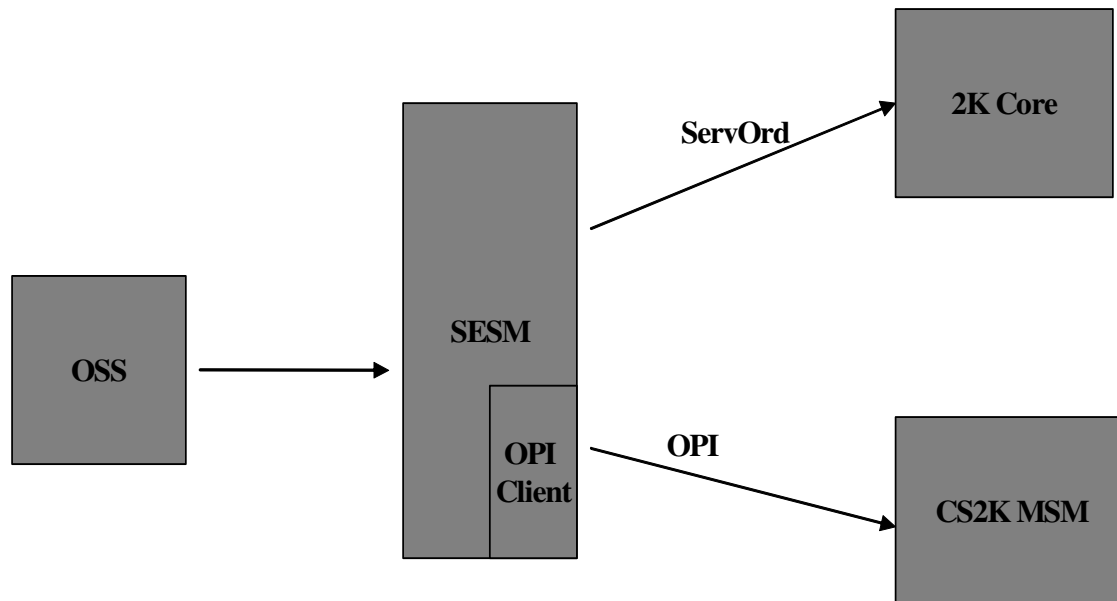 2K Core
ServOrd
SESM
OSS
OPI
OPI
Client
CS2K MSM